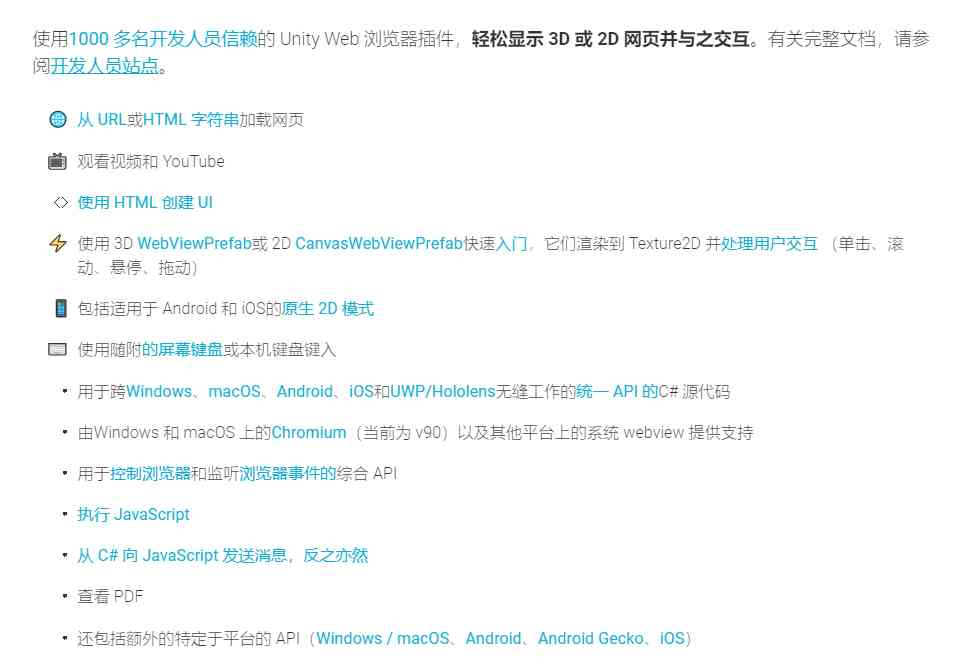 使用1000 多名开发人员信赖的 Unity Web 浏览器插件，轻松显示 3D 或 2D 网页并与之交互。有关完整文档，请参
阅开发人员站点。
从 URL或HTML 字符串加载网页
观看视频和 YouTube
使用 HTML 创建 UI
使用 3D WebViewPrefab或 2D CanvasWebViewPrefab快速入门，它们渲染到 Texture2D 并处理用户交互 （单击、滚
动、悬停、拖动）
包括适用于 Android 和 iOS的原生 2D 模式
使用随附的屏幕键盘或本机键盘键入
用于跨Windows、macOS、Android、iOS和UWP/Hololens无缝工作的统一 API 的C# 源代码
由Windows 和 macOS 上的Chromium（当前为 v90）以及其他平台上的系统 webview 提供支持
用于控制浏览器和监听浏览器事件的综合 API
执行 JavaScript
从 C# 向 JavaScript 发送消息，反之亦然
查看 PDF
还包括额外的特定于平台的 API（Windows / macOS、Android、Android Gecko、iOS）